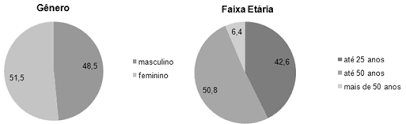 Gênero
51,5
48,5
masculino
feminino
Faixa Etária
6,4
42,6
50,8
até 25 anos
até 50 anos
mais de 50 anos